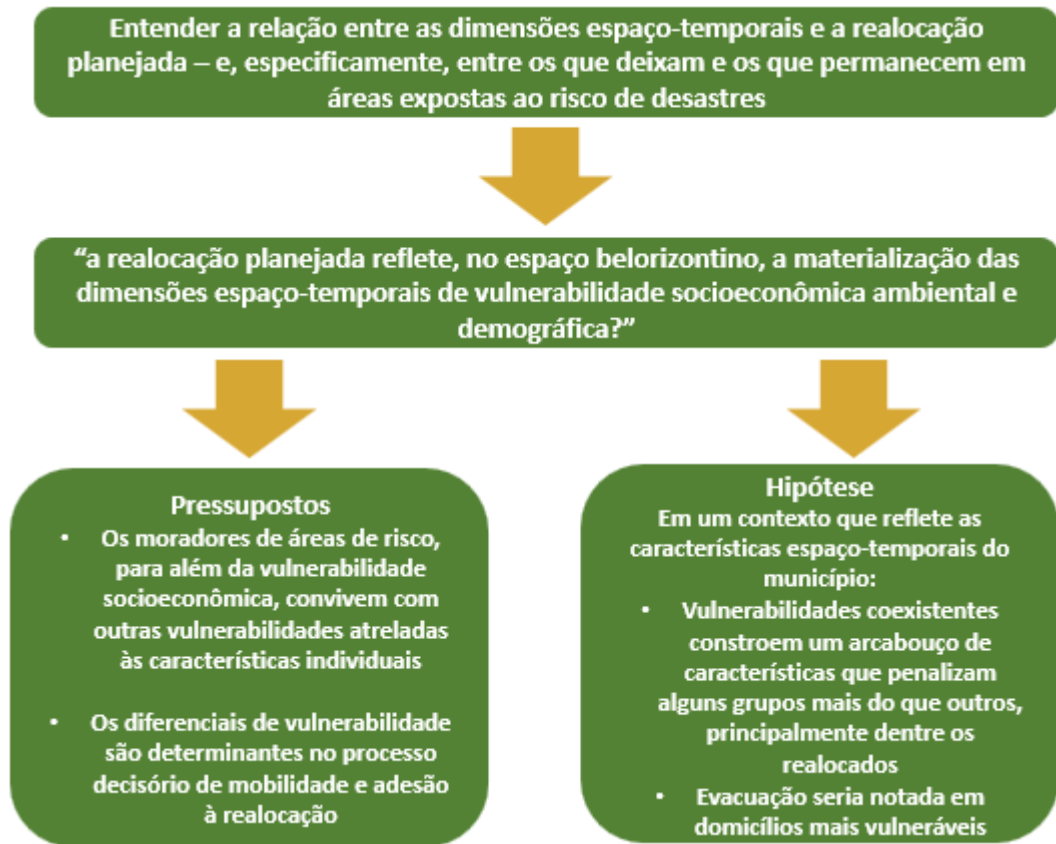 Entender a relação entre as dimensões espaço-temporais e a realocação
planejada – e, especificamente, entre os que deixam e os que permanecem em
áreas expostas ao risco de desastres
“a realocação planejada reflete, no espaço belorizontino, a materialização das
dimensões espaço-temporais de vulnerabilidade socioeconômica ambiental e
demográfica?”
Pressupostos
• Os moradores de áreas de risco,
para além da vulnerabilidade
socioeconômica, convivem com
outras vulnerabilidades atreladas
às características individuais
• Os diferenciais de vulnerabilidade
são determinantes no processo
decisório de mobilidade e adesão
à realocação
Hipótese
Em um contexto que reflete as
características espaço-temporais do
município:
• Vulnerabilidades coexistentes
constroem um arcabouço de
características que penalizam
alguns grupos mais do que outros,
principalmente dentre os
realocados
• Evacuação seria notada em
domicílios mais vulneráveis